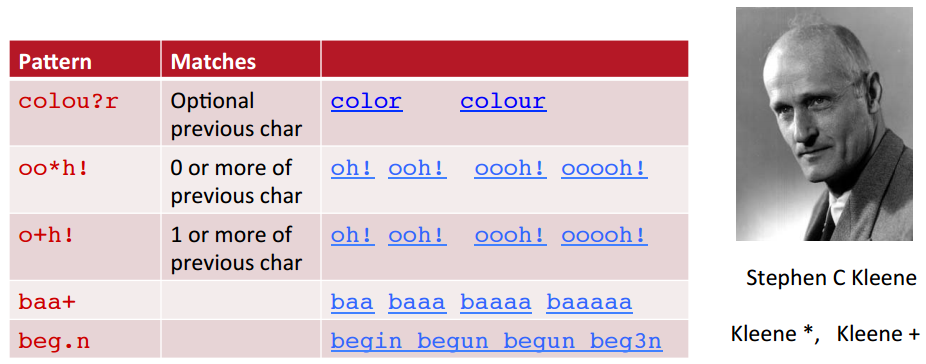 Pattern Matches
colou?r Optional previous char color colour
oo*h! 0 or more of previous char oh! ooh! oooh! ooooh!
o+h! 1 or more of previous char oh! ooh! oooh! ooooh!
baa+ baa baaa baaaa baaaaa
beg.n begin begun begun beg3n
Stephen C Kleene
Kleene *, Kleene +